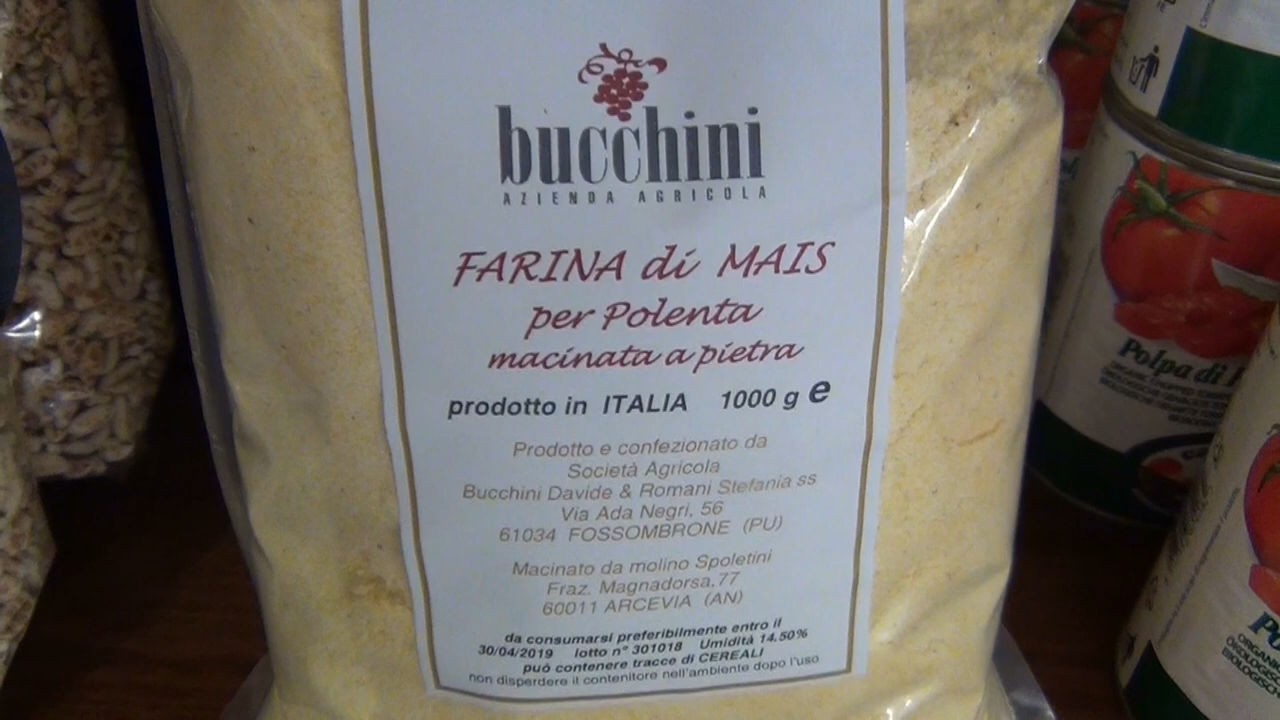 bucchini
AZIENDA AGRICOLA
FARINA di MAIS
per Polenta
macinata a pietra
prodotto in ITALIA 1000 g e
Prodotto e confezionato da
Società Agricola
Bucchini Davide & Romani Stefania ss
Via Ada Negri, 56
61034 FOSSOMBRONE (PU)
Macinato da molino Spoletini
Fraz. Magnadorsa,77
60011 ARCEVIA (AN)
da consumarsi preferibilmente entro il
30/04/2019 lotto n° 301018 Umidità 14.50%
può contenere tracce di CEREALI
non disperdere il contenitore nell'ambiente dopo l'uso
Polpa di